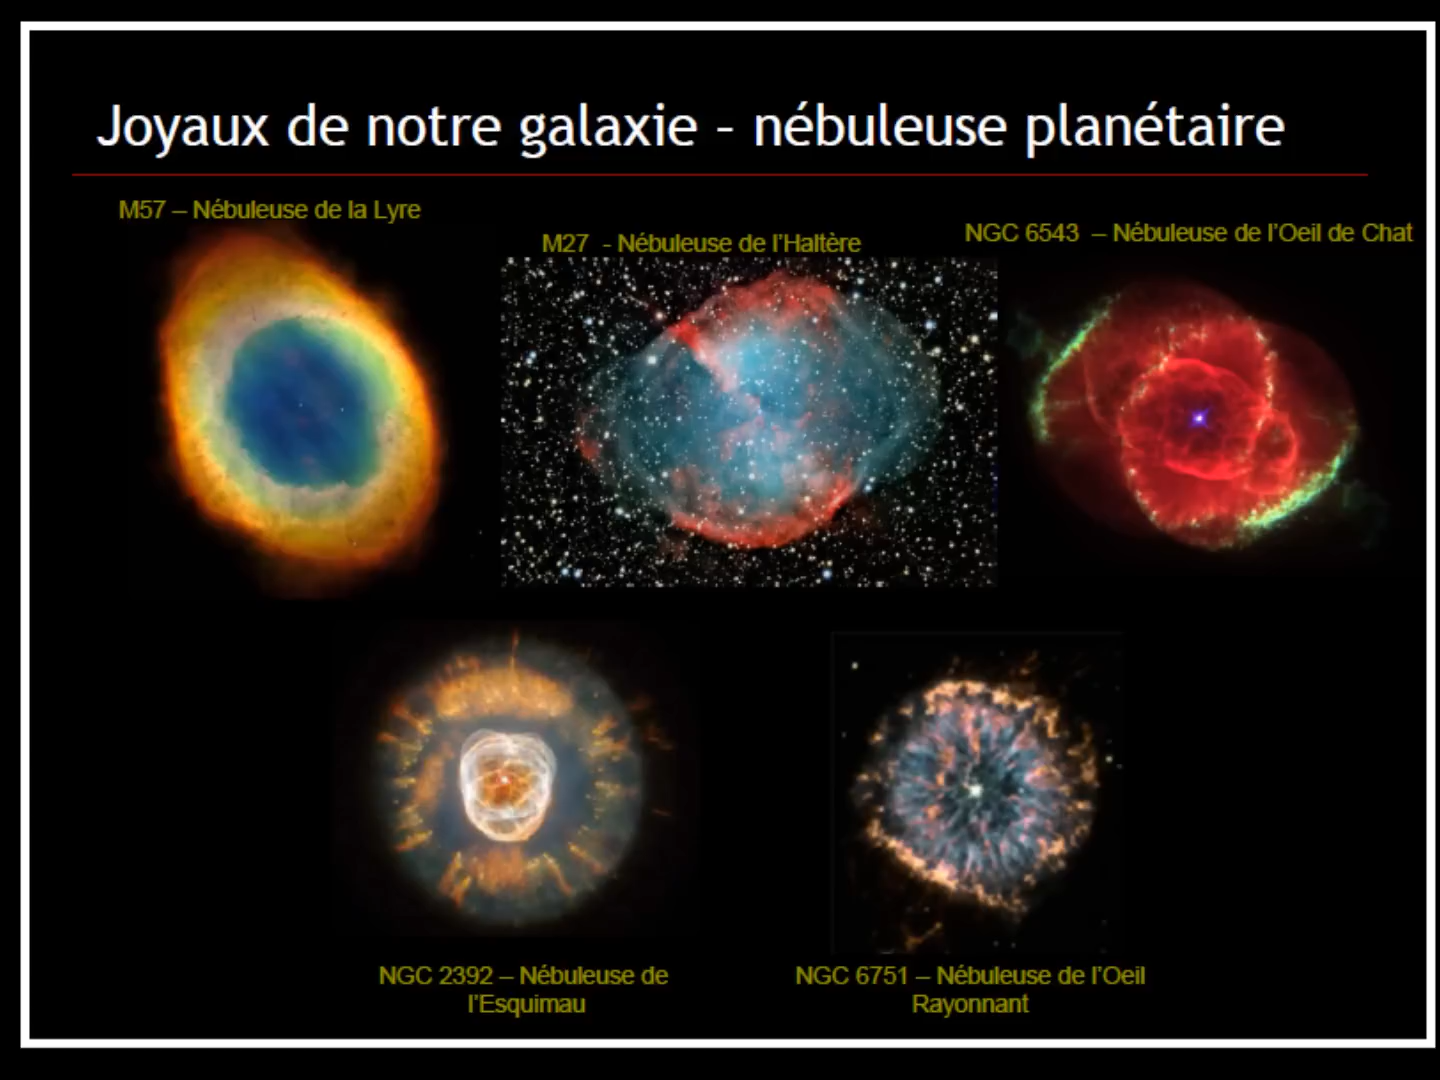 Joyaux de notre galaxie - nébuleuse planétaire
M57 – Nébuleuse de la Lyre
M27 - Nébuleuse de l'Haltère
NGC 6543 – Nébuleuse de l'Oeil de Chat
NGC 2392 – Nébuleuse de
l'Esquimau
NGC 6751 – Nébuleuse de l'Oeil
Rayonnant